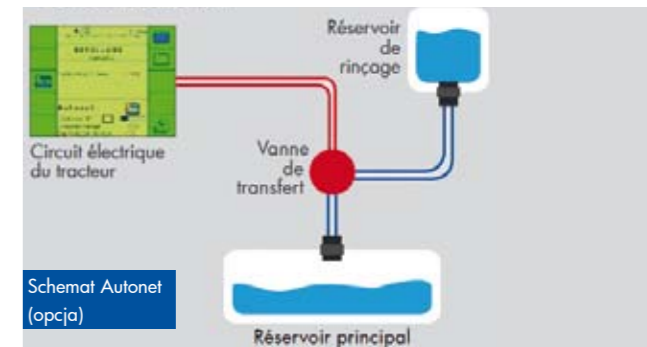 Réservoir
de
rinçage
Circuit électrique
du tracteur
Vanne
de
transfert
Schemat Autonet
(opcja)
Réservoir principal